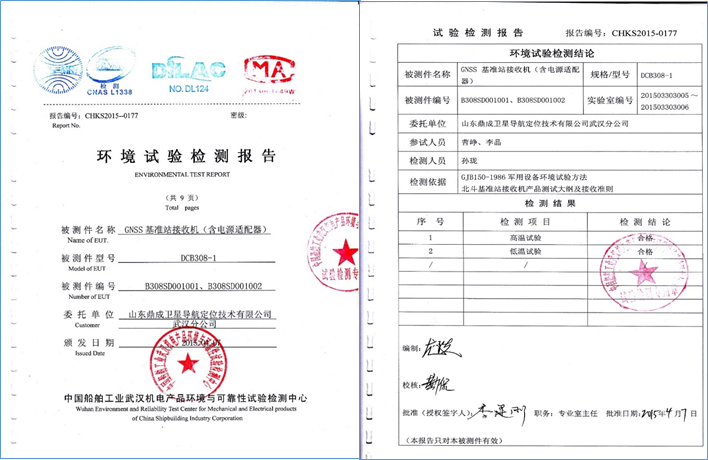 检测
CNAS L1338
DiLAC
NO.DL124
MA
报告编号：CHKS2015--0177
密级：
Report No.
环境试验检测报告
ENVIRONMENTAL TEST REPORT
（共 9 页）
Total pages
被测件名称 GNSS 基准站接收机（含电源适配器）
Name of EUT.
被测件型号 DCB308-1
Model of EUT
被测件编号 B308SD001001、B308SD001002
Number of EUT
委托单位 山东鼎成卫星导航定位技术有限公司
Customer 武汉分公司
颁发日期
Issued Date
中国船舶工业武汉机电产品环境与可靠性试验检测中心
Wuhan Environment and Reliability Test Center for Mechanical and Electrical products
of China Shipbuilding Industry Corporation
试验检测报告 报告编号：CHKS2015-0177
环境试验检测结论
被测件名称 GNSS 基准站接收机（含电源适配器） 规格/型号 DCB308-1
被测件编号 B308SD001001、B308SD001002 实验室编号 201503303005～
201503303006
委托单位 山东鼎成卫星导航定位技术有限公司武汉分公司
参试人员 曹峥、李晶
检测人员 孙珑
检测依据 GJB150-1986 军用设备环境试验方法
北斗基准站接收机产品测试大纲及接收准则
检测结果
序号 检测项目 检测结论
1 高温试验 合格
2 低温试验 合格
/ / /
编制：
校核：
批准（授权签字人）： 职务：专业室主任 批准日期：2015年4月7日
（本报告只对本被测件有效）